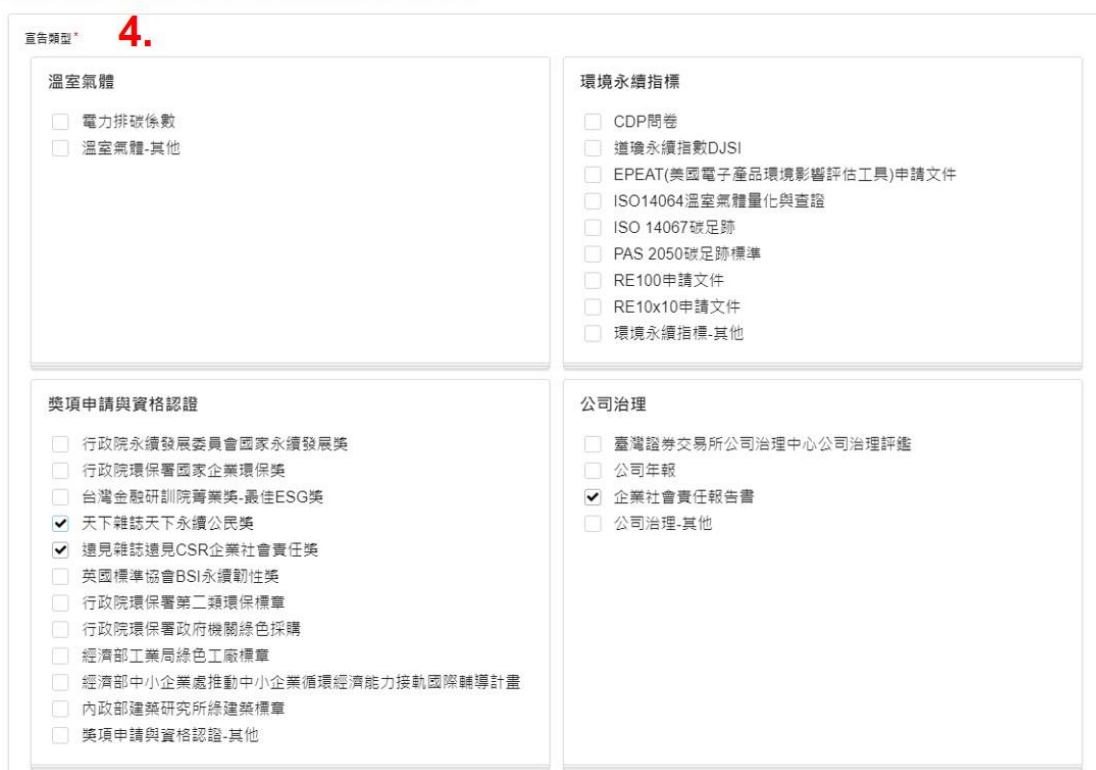 宣告類型*
4.
溫室氣體
電力排碳係數
溫室氣體-其他
環境永續指標
CDP問卷
道瓊永續指數DJSI
EPEAT(美國電子產品環境影響評估工具)申請文件
ISO14064溫室氣體量化與查證
ISO 14067碳足跡
PAS 2050碳足跡標準
RE100申請文件
RE10x10申請文件
環境永續指標-其他
獎項申請與資格認證
行政院永續發展委員會國家永續發展獎
行政院環保署國家企業環保獎
台灣金融研訓院菁業獎-最佳ESG獎
天下雜誌天下永續公民獎
遠見雜誌遠見CSR企業社會責任獎
英國標準協會BSI永續韌性獎
行政院環保署第二類環保標章
行政院環保署政府機關綠色採購
經濟部工業局綠色工廠標章
經濟部中小企業處推動中小企業循環經濟能力接軌國際輔導計畫
內政部建築研究所綠建築標章
獎項申請與資格認證-其他
公司治理
臺灣證券交易所公司治理中心公司治理評鑑
公司年報
企業社會責任報告書
公司治理-其他